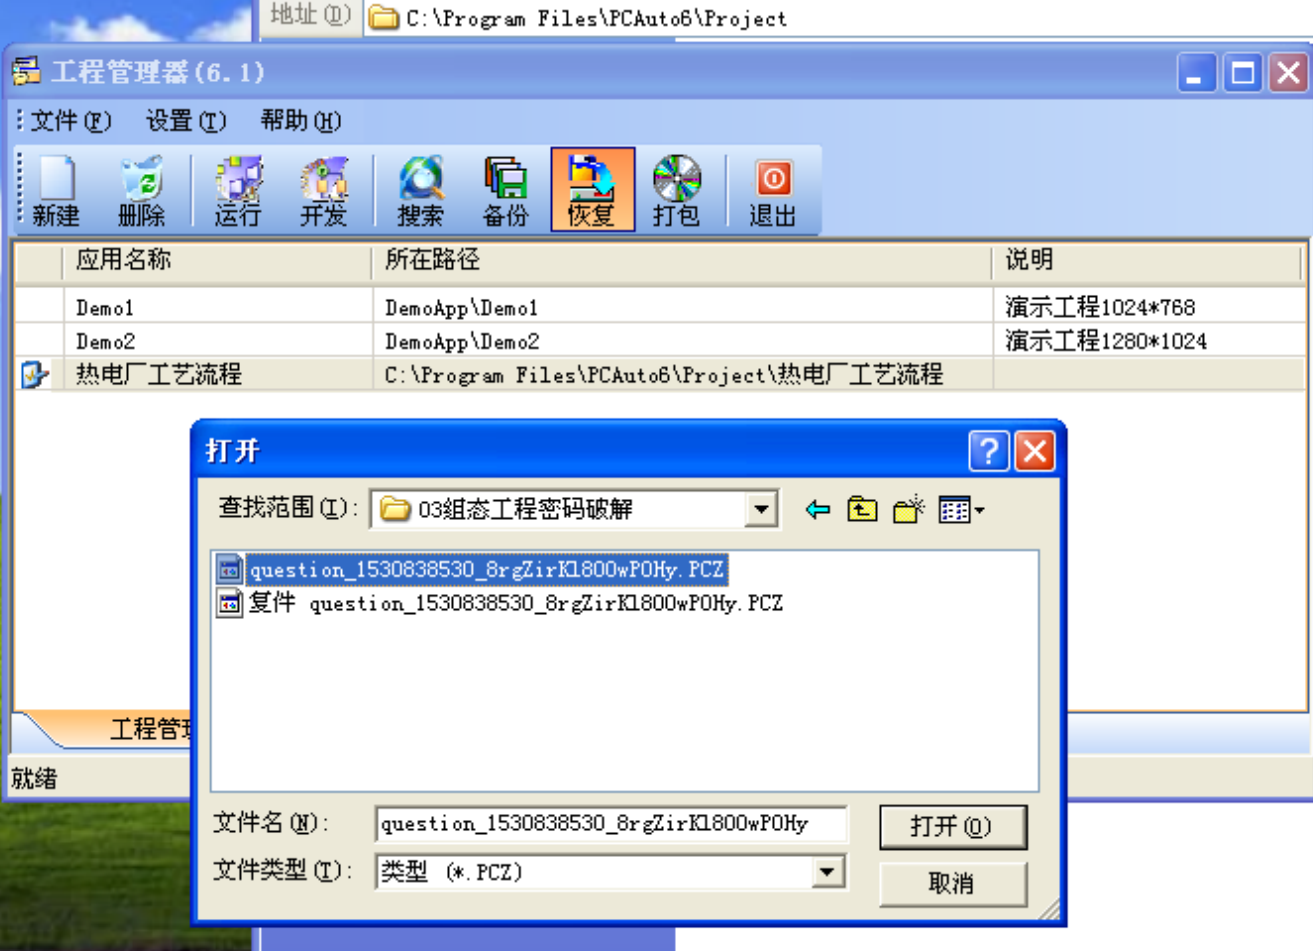 地址(D) C:\Program Files\PCAuto6\Project
工程管理器(6.1)
文件(F) 设置(T) 帮助(H)
新建 删除 运行 开发 搜索 备份 恢复 打包 退出
应用名称 所在路径 说明
Demo1 DemoApp\Demo1 演示工程1024*768
Demo2 DemoApp\Demo2 演示工程1280*1024
热电厂工艺流程 C:\Program Files\PCAuto6\Project\热电厂工艺流程
打开
查找范围(I): 03组态工程密码破解
question_1530838530_8rgZirKl800wPOHy.PCZ
复件 question_1530838530_8rgZirKl800wPOHy.PCZ
工程管理
就绪
文件名(N): question_1530838530_8rgZirKl800wPOHy 打开(O)
文件类型(T): 类型 (*.PCZ) 取消